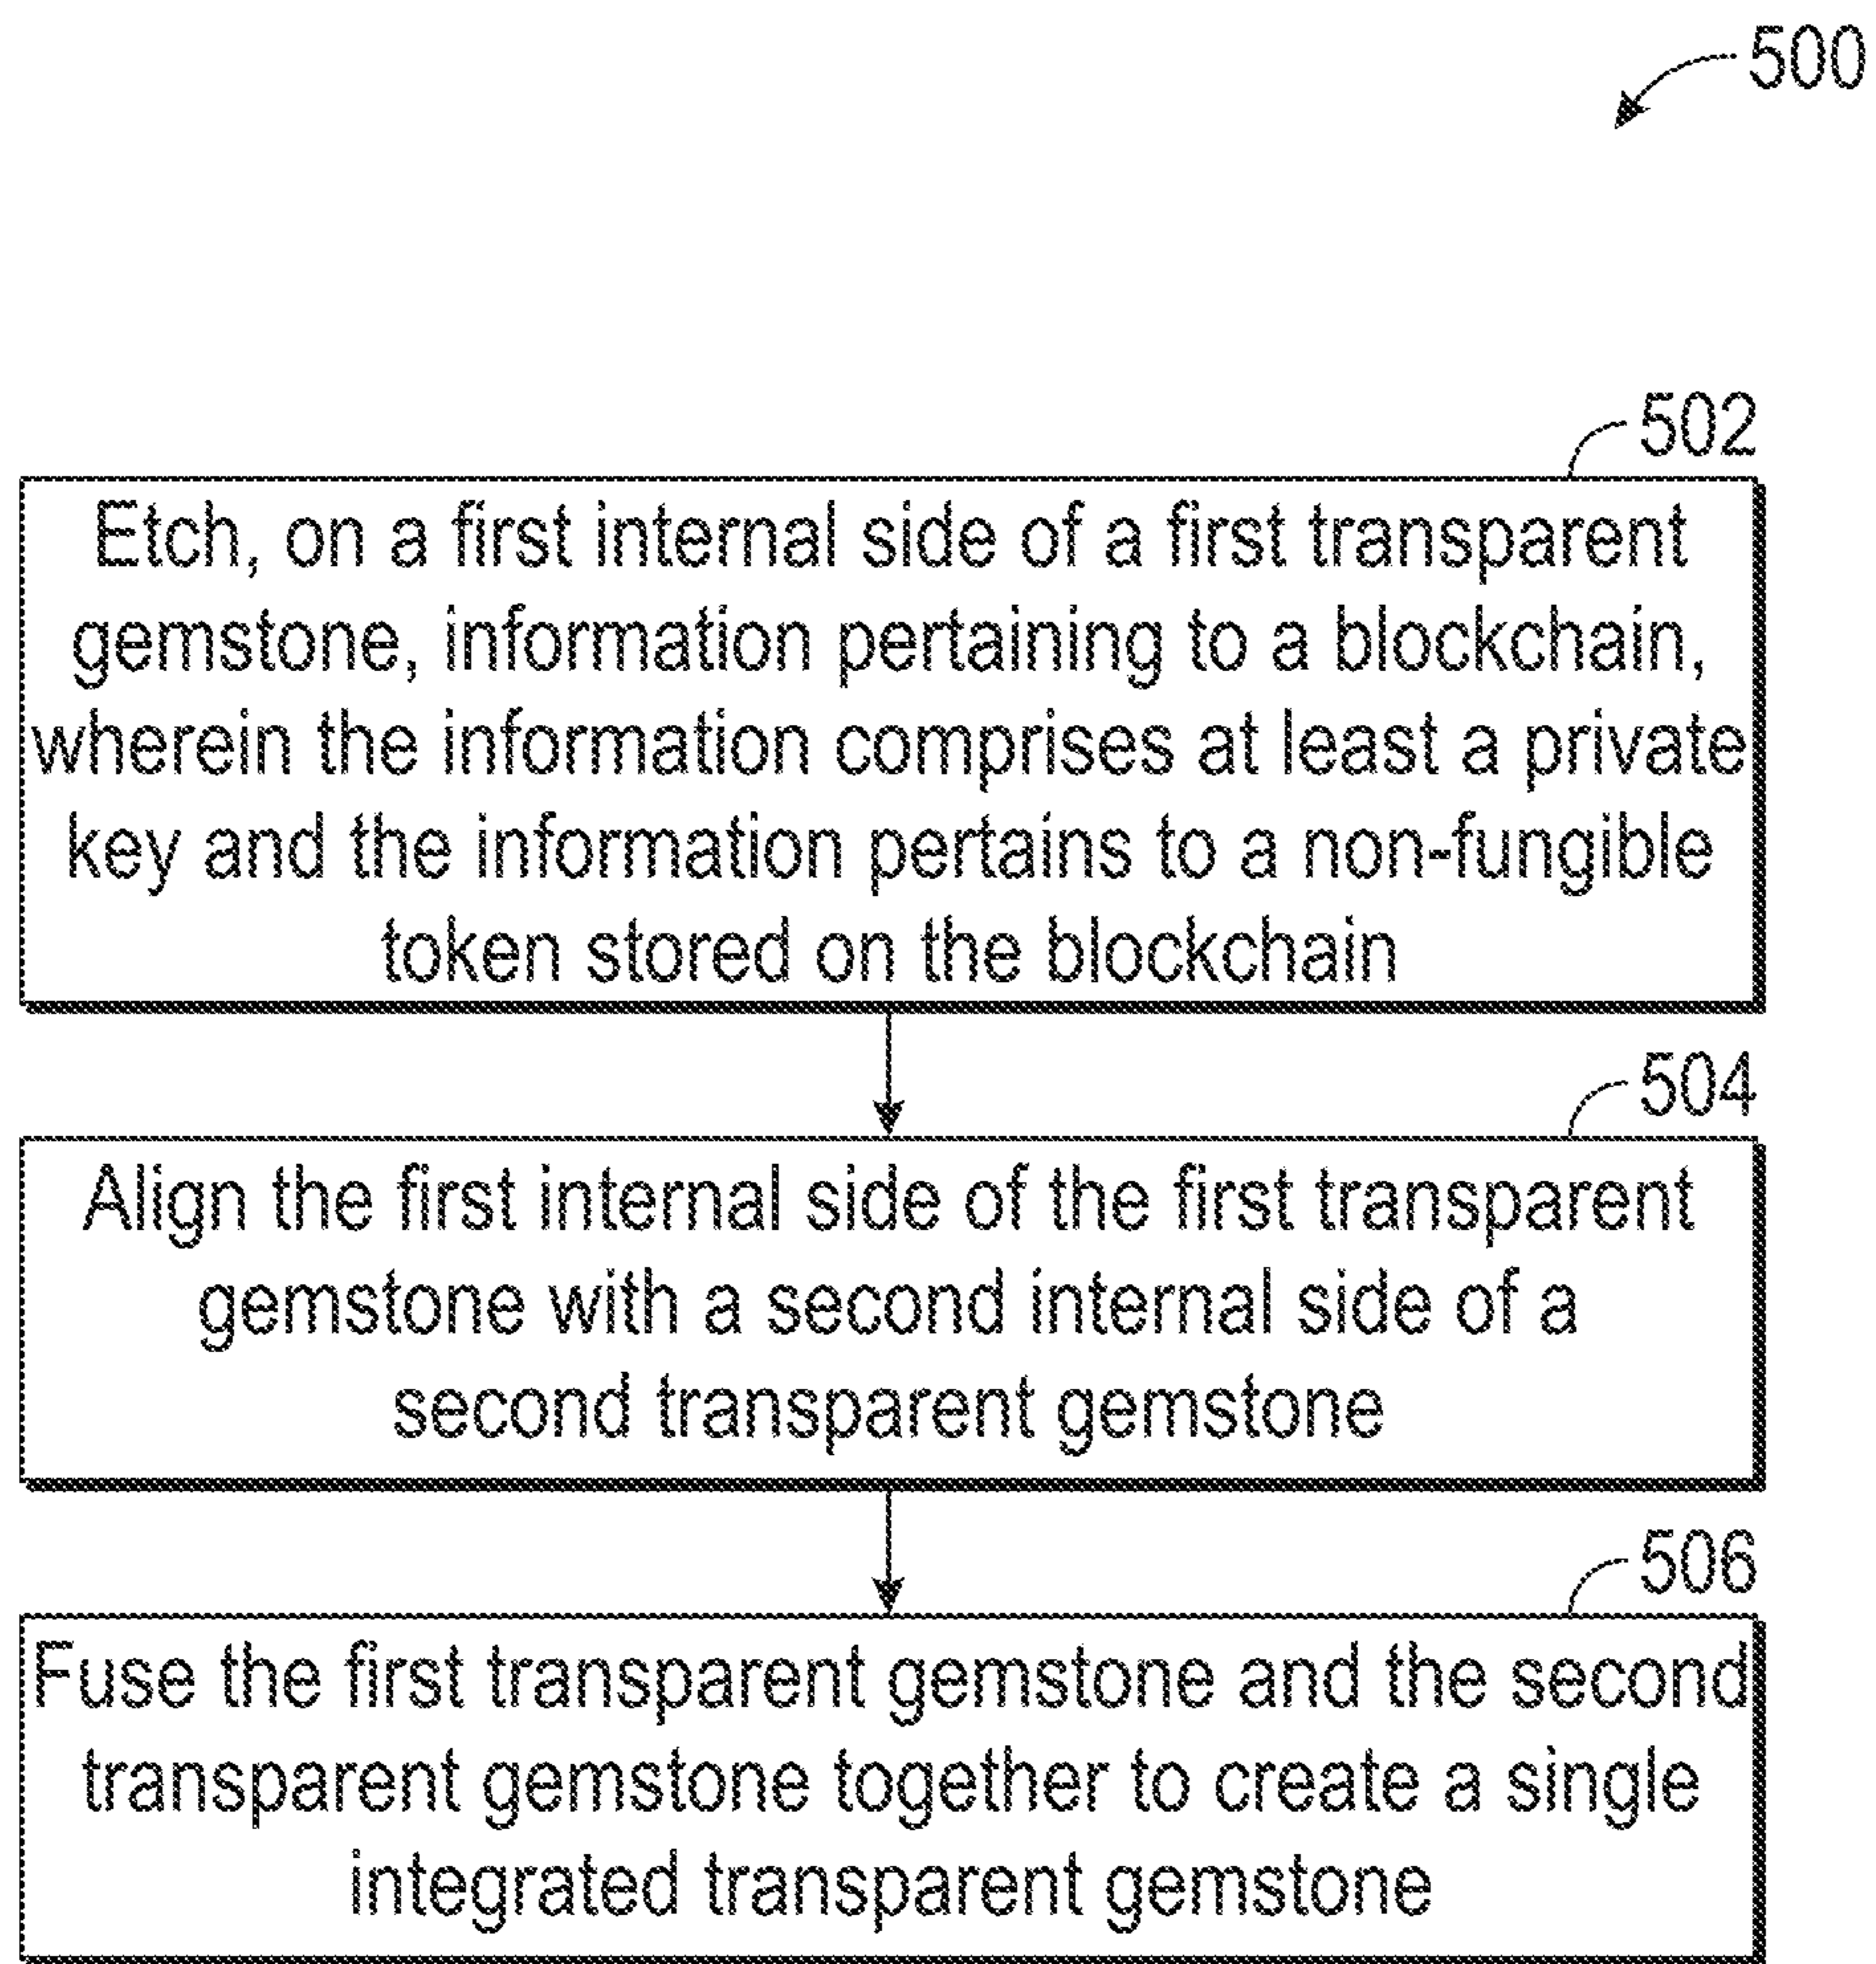 500
502
Etch, on a first internal side of a first transparent
gemstone, information pertaining to a blockchain,
wherein the information comprises at least a private
key and the information pertains to a non-fungible
token stored on the blockchain
504
Align the first internal side of the first transparent
gemstone with a second internal side of a
second transparent gemstone
506
Fuse the first transparent gemstone and the second
transparent gemstone together to create a single
integrated transparent gemstone